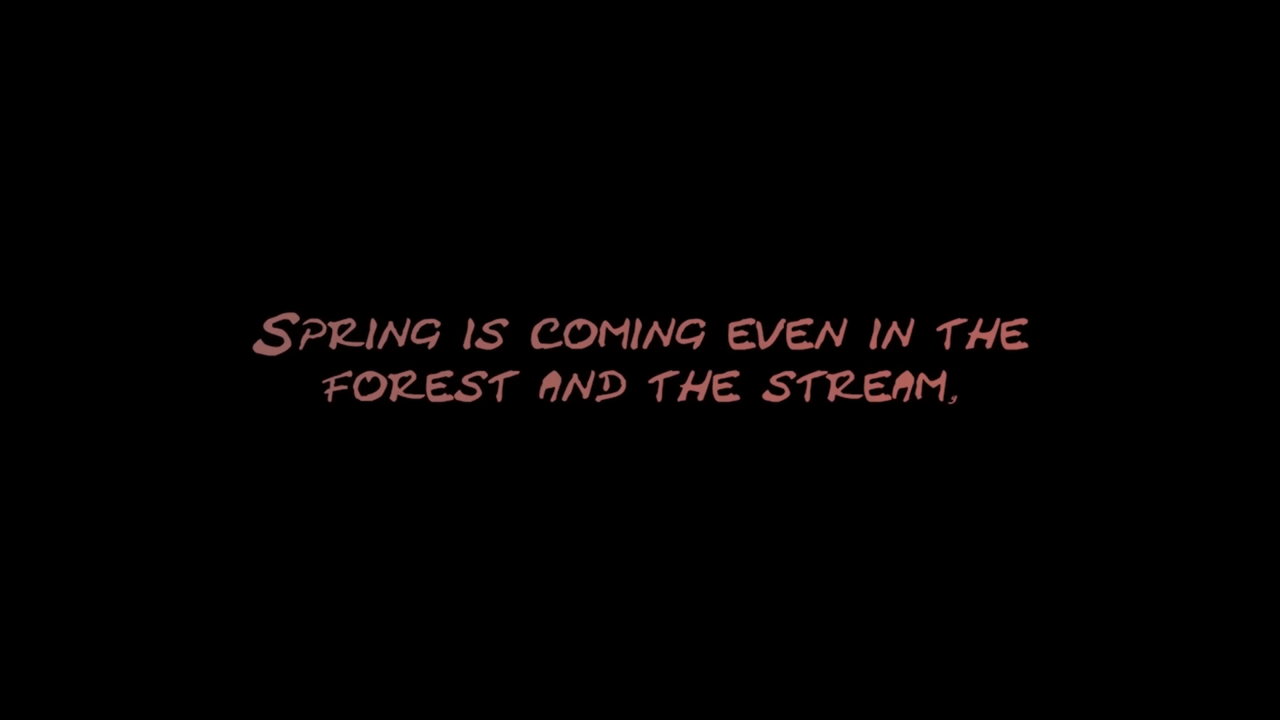 Spring is coming even in the
forest and the stream,